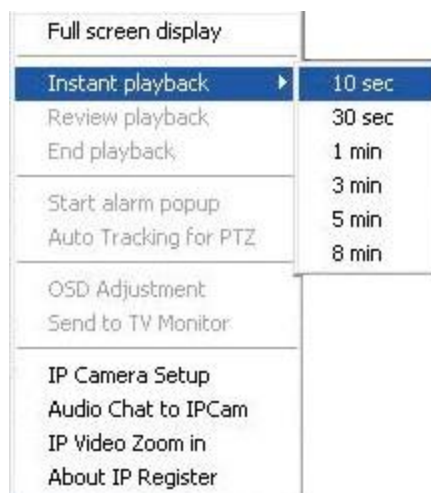 Full screen display
Instant playback
Review playback
End playback
Start alarm popup
Auto Tracking for PTZ
OSD Adjustment
Send to TV Monitor
IP Camera Setup
Audio Chat to IPCam
IP Video Zoom in
About IP Register
10 sec
30 sec
1 min
3 min
5 min
8 min